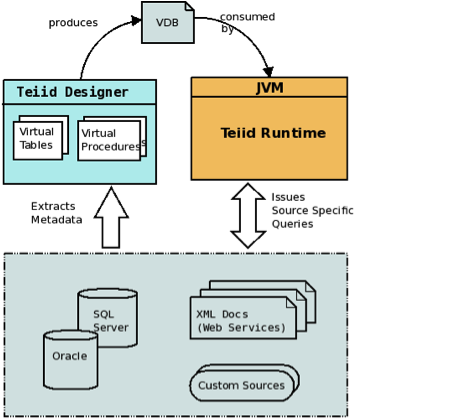 produces
VDB
consumed
by
Teiid Designer
Virtual
Tables
Virtual
Procedures
JVM
Teiid Runtime
Extracts
Metadata
Issues
Source Specific
Queries
SQL
Server
Oracle
XML Docs
(Web Services)
Custom Sources